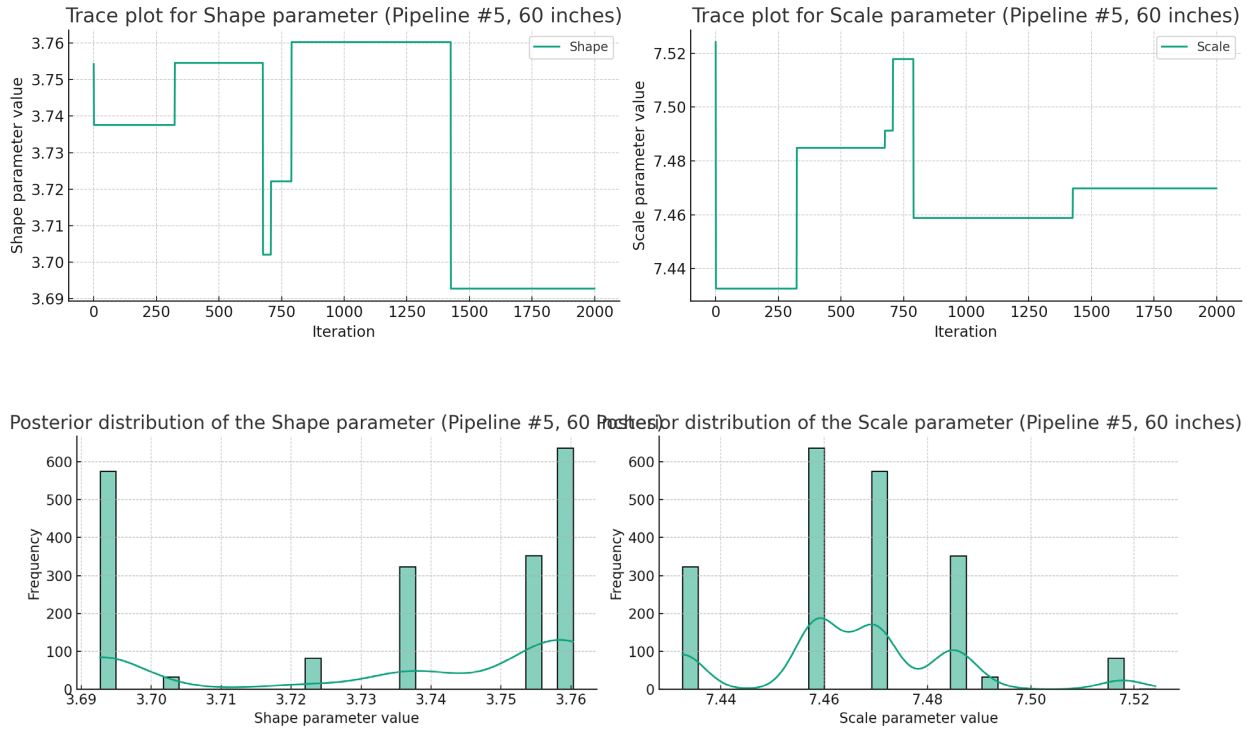 Trace plot for Shape parameter (Pipeline #5, 60 inches)
Shape
Shape parameter value
3.76
3.75
3.74
3.73
3.72
3.71
3.70
3.69
0 250 500 750 1000 1250 1500 1750 2000
Iteration
Trace plot for Scale parameter (Pipeline #5, 60 inches)
Scale
Scale parameter value
7.52
7.50
7.48
7.46
7.44
0 250 500 750 1000 1250 1500 1750 2000
Iteration
Posterior distribution of the Shape parameter (Pipeline #5, 60 inches)
Frequency
600
500
400
300
200
100
0
3.69 3.70 3.71 3.72 3.73 3.74 3.75 3.76
Shape parameter value
Posterior distribution of the Scale parameter (Pipeline #5, 60 inches)
Frequency
600
500
400
300
200
100
0
7.44 7.46 7.48 7.50 7.52
Scale parameter value